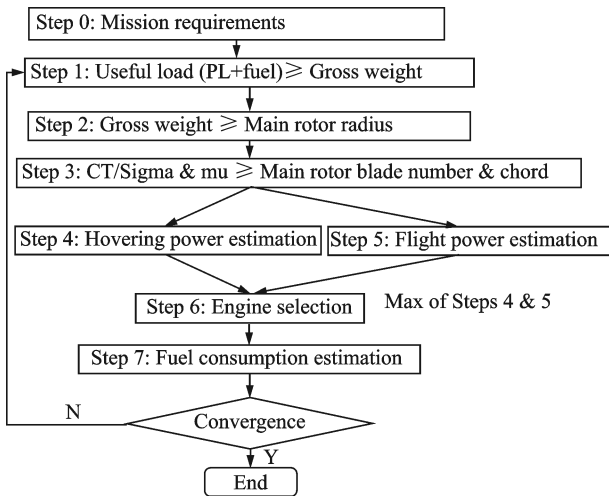 Step 0: Mission requirements
Step 1: Useful load (PL+fuel)⩾ Gross weight
Step 2: Gross weight ⩾ Main rotor radius
Step 3: CT/Sigma & mu ⩾ Main rotor blade number & chord
Step 4: Hovering power estimation
Step 5: Flight power estimation
Step 6: Engine selection
Max of Steps 4 & 5
Step 7: Fuel consumption estimation
N
Convergence
Y
End